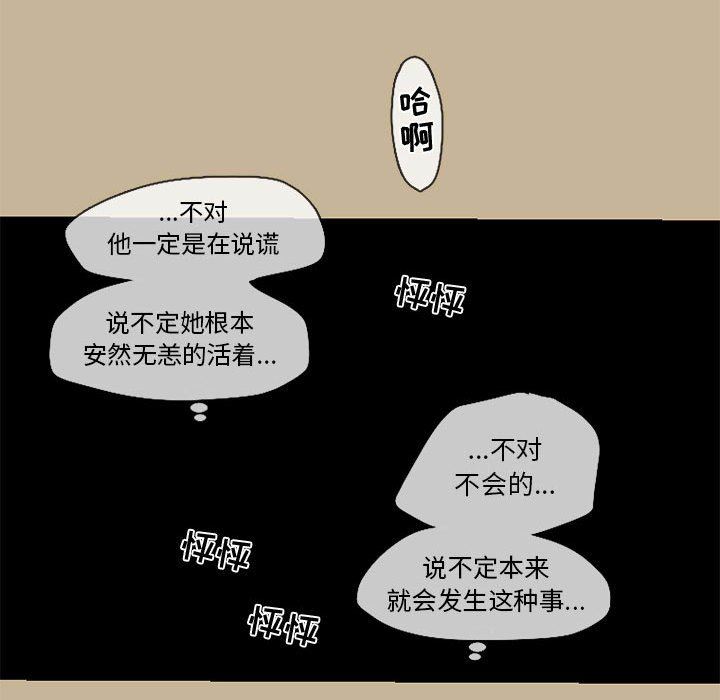 哈
啊
...不对
他一定是在说谎
说不定她根本
安然无恙的活着...
怦怦
...不对
不会的...
怦怦
说不定本来
就会发生这种事...
怦怦